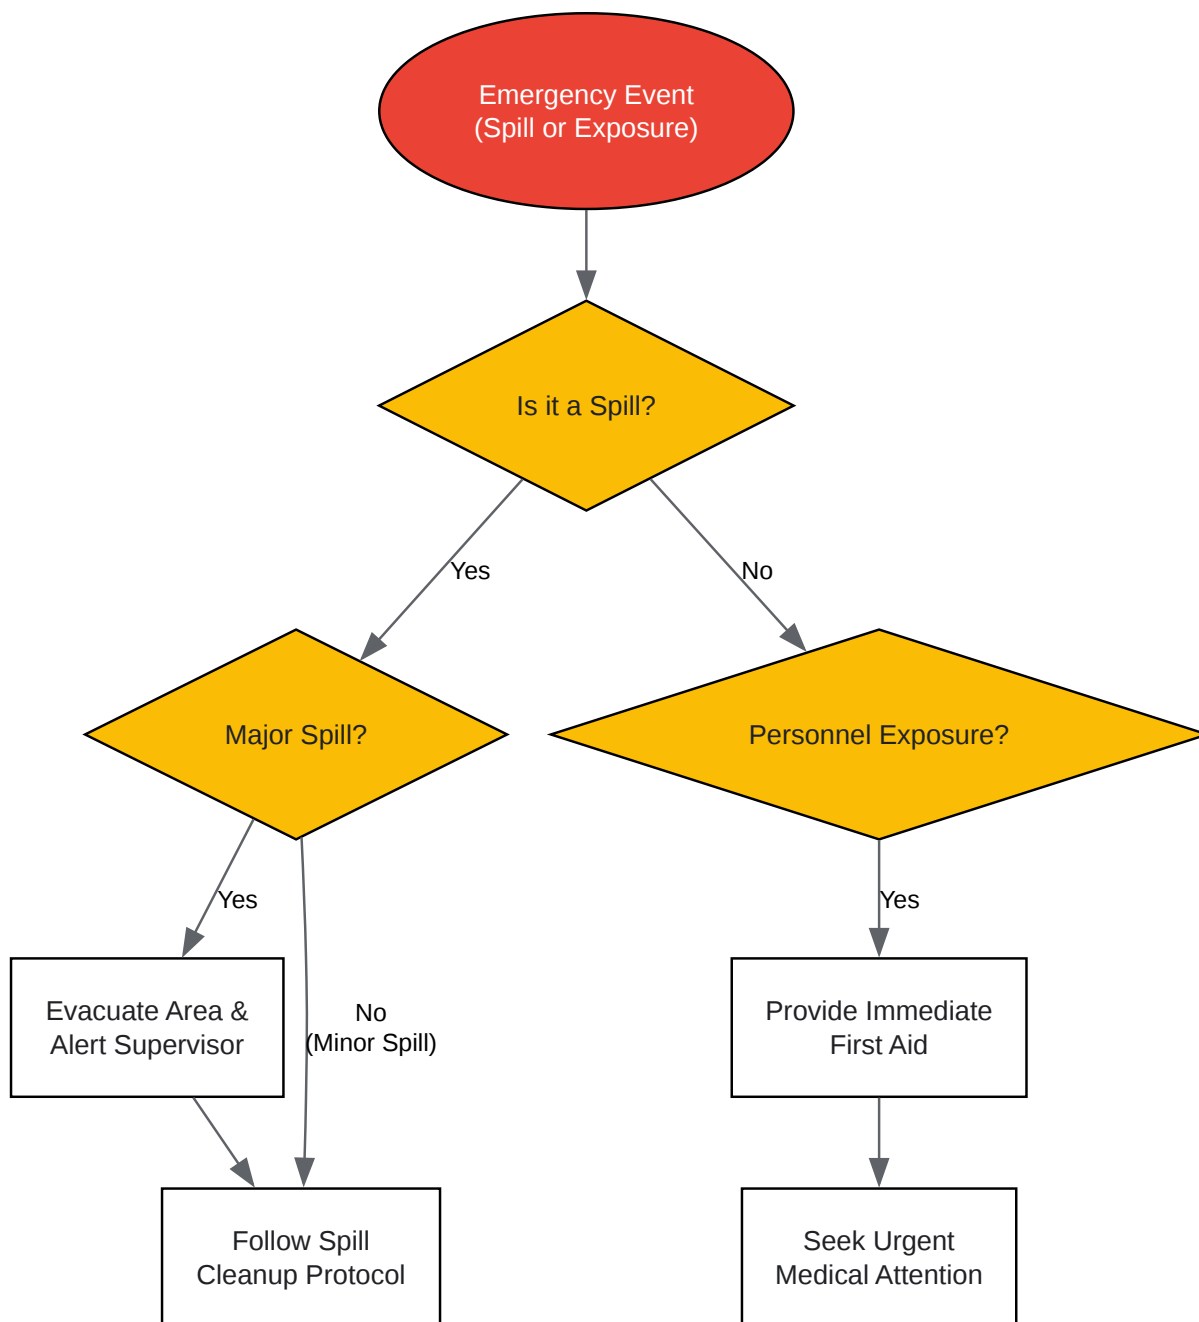 Emergency Event
(Spill or Exposure)
Is it a Spill?
Yes
No
Major Spill?
Personnel Exposure?
Yes
Yes
Evacuate Area &
Alert Supervisor
No
(Minor Spill)
Provide Immediate
First Aid
Follow Spill
Cleanup Protocol
Seek Urgent
Medical Attention